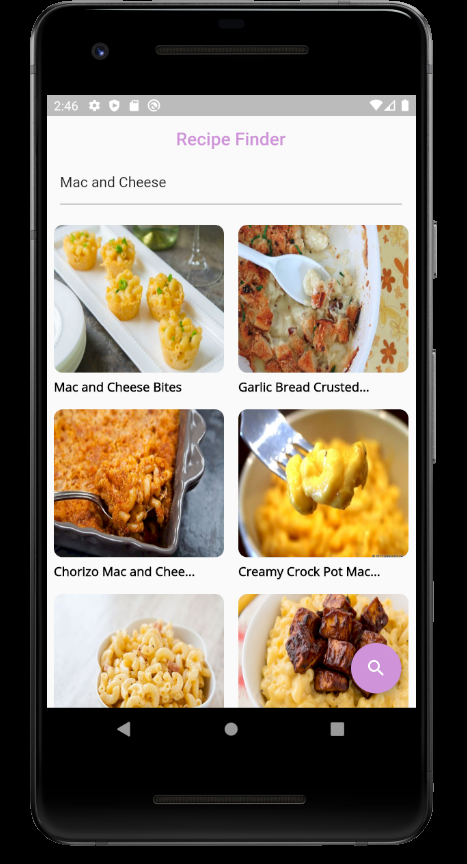 2:46
Recipe Finder
Mac and Cheese
Mac and Cheese Bites
Garlic Bread Crusted...
Chorizo Mac and Chee...
Creamy Crock Pot Mac...